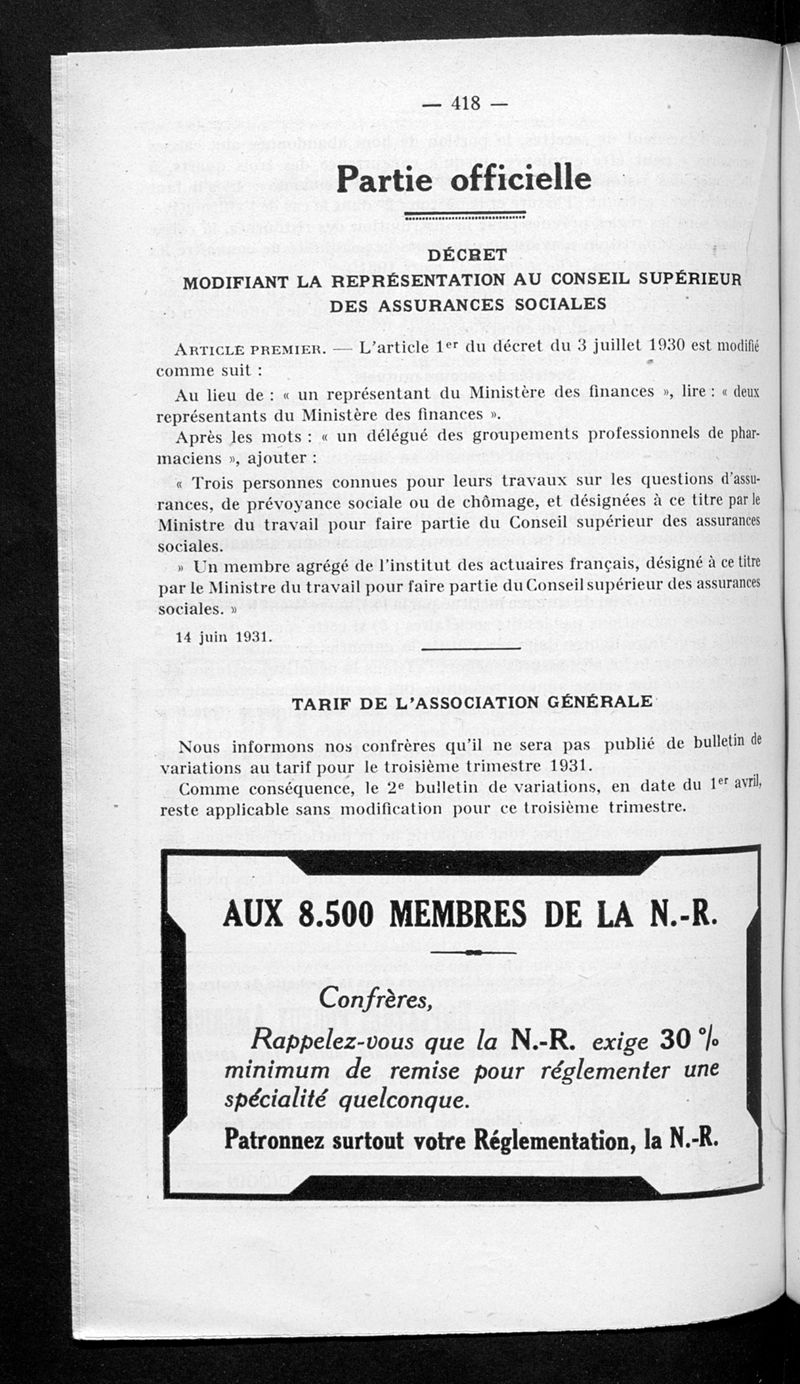 — 418 —
Partie officielle
DÉCRET
MODIFIANT LA REPRÉSENTATION AU CONSEIL SUPÉRIEUR
DES ASSURANCES SOCIALES
ARTICLE PREMIER. — L'article 1er du décret du 3 juillet 1930 est modifié
comme suit :
Au lieu de : « un représentant du Ministère des finances », lire : « deux
représentants du Ministère des finances ».
Après les mots : « un délégué des groupements professionnels de phar-
maciens », ajouter :
« Trois personnes connues pour leurs travaux sur les questions d'assu-
rances, de prévoyance sociale ou de chômage, et désignées à ce titre par le
Ministre du travail pour faire partie du Conseil supérieur des assurances
sociales.
» Un membre agrégé de l'institut des actuaires français, désigné à ce titre
par le Ministre du travail pour faire partie du Conseil supérieur des assurances
sociales. »
14 juin 1931.
TARIF DE L'ASSOCIATION GÉNÉRALE
Nous informons nos confrères qu'il ne sera pas publié de bulletin de
variations au tarif pour le troisième trimestre 1931.
Comme conséquence, le 2e bulletin de variations, en date du 1er avril,
reste applicable sans modification pour ce troisième trimestre.
AUX 8.500 MEMBRES DE LA N.-R.
Confrères,
Rappelez-vous que la N.-R. exige 30 %
minimum de remise pour réglementer une
spécialité quelconque.
Patronnez surtout votre Réglementation, la N.-R.